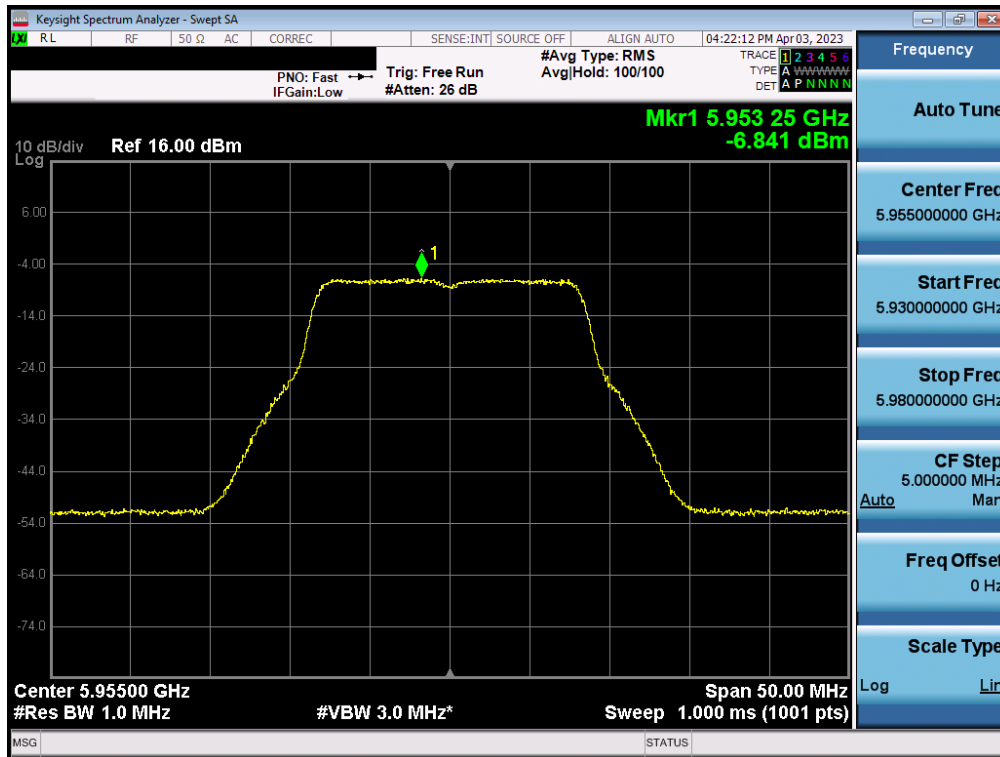 Keysight Spectrum Analyzer - Swept SA
LXI RL RF 50 Ω AC CORREC SENSE:INT SOURCE OFF ALIGN AUTO 04:22:12 PM Apr 03, 2023
PNO: Fast
IFGain:Low
Trig: Free Run
#Atten: 26 dB
#Avg Type: RMS
Avg|Hold: 100/100
TRACE 1 2 3 4 5 6
TYPE A WWWWW
DET A P N N N N
Mkr1 5.953 25 GHz
-6.841 dBm
10 dB/div
Log
Ref 16.00 dBm
1
6.00
-4.00
-14.0
-24.0
-34.0
-44.0
-54.0
-64.0
-74.0
Center 5.95500 GHz
#Res BW 1.0 MHz
#VBW 3.0 MHz*
Span 50.00 MHz
Sweep 1.000 ms (1001 pts)
MSG
STATUS
Frequency
Auto Tune
Center Freq
5.955000000 GHz
Start Freq
5.930000000 GHz
Stop Freq
5.980000000 GHz
CF Step
5.000000 MHz
Auto Man
Freq Offset
0 Hz
Scale Type
Log Lin